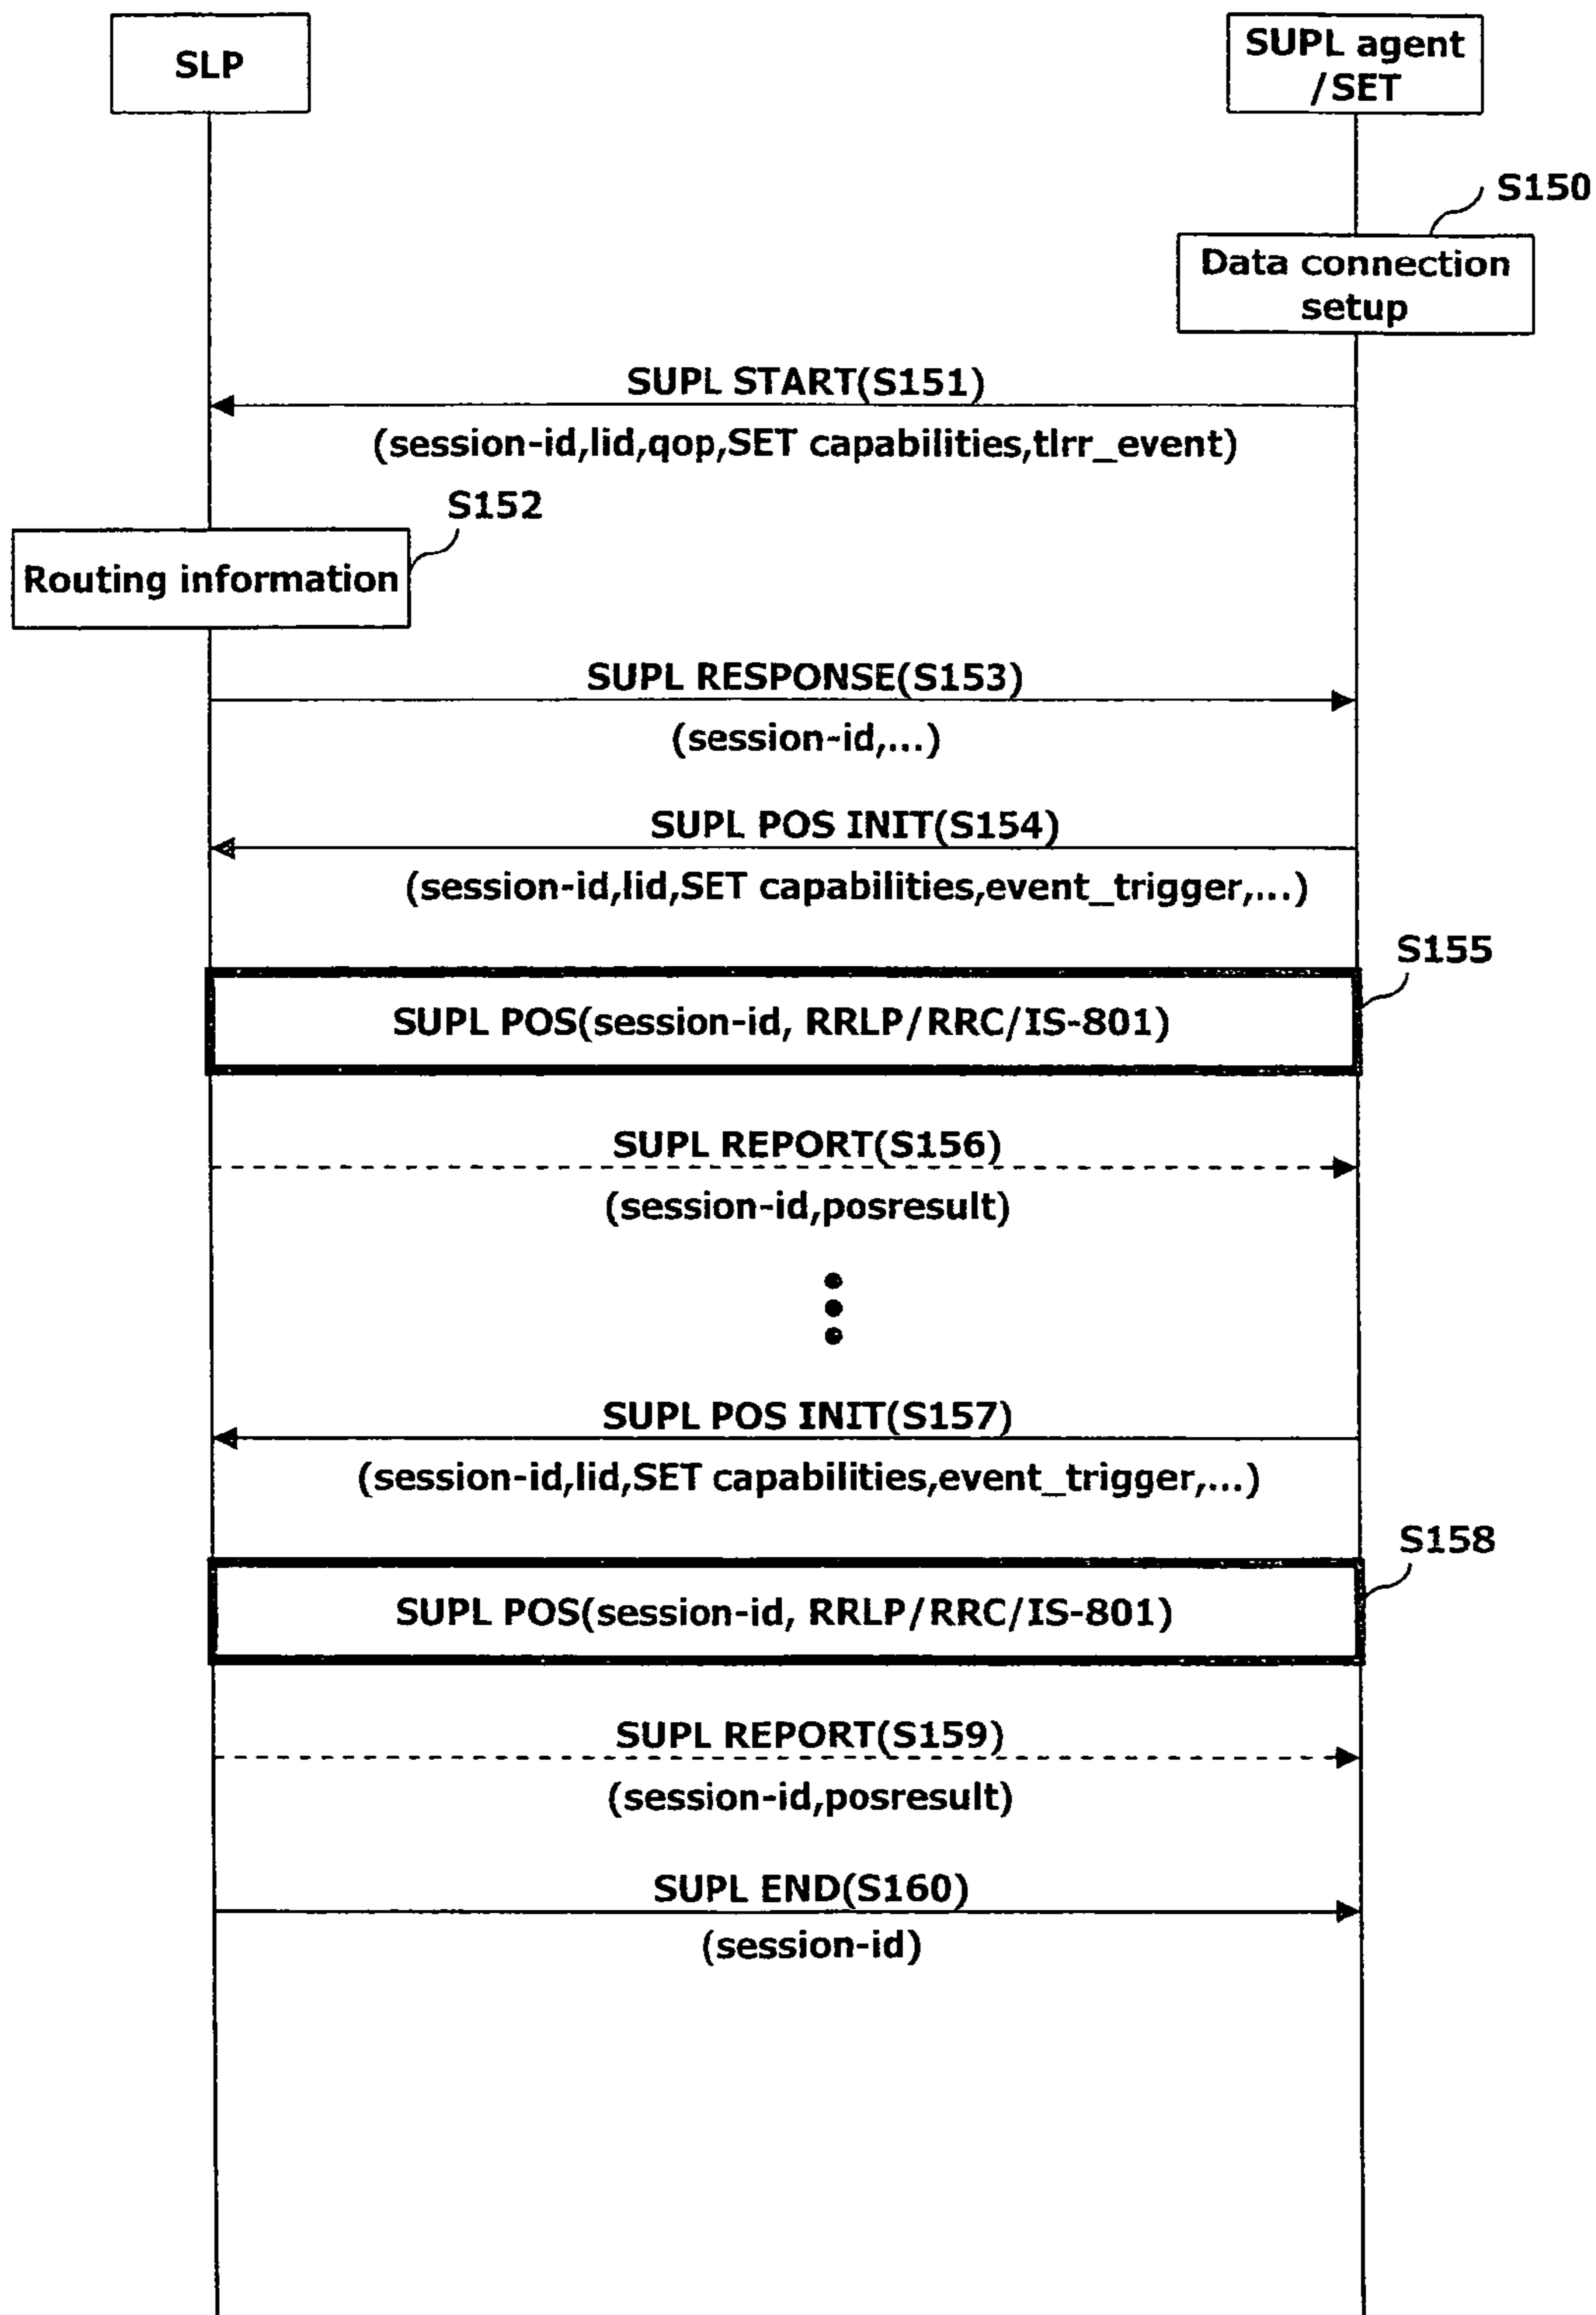 SLP
SUPL agent
/SET
S150
Data connection
setup
SUPL START(S151)
(session-id,lid,qop,SET capabilities,tlrr_event)
S152
Routing information
SUPL RESPONSE(S153)
(session-id,...)
SUPL POS INIT(S154)
(session-id,lid,SET capabilities,event_trigger,...)
S155
SUPL POS(session-id, RRLP/RRC/IS-801)
SUPL REPORT(S156)
(session-id,posresult)
SUPL POS INIT(S157)
(session-id,lid,SET capabilities,event_trigger,...)
S158
SUPL POS(session-id, RRLP/RRC/IS-801)
SUPL REPORT(S159)
(session-id,posresult)
SUPL END(S160)
(session-id)